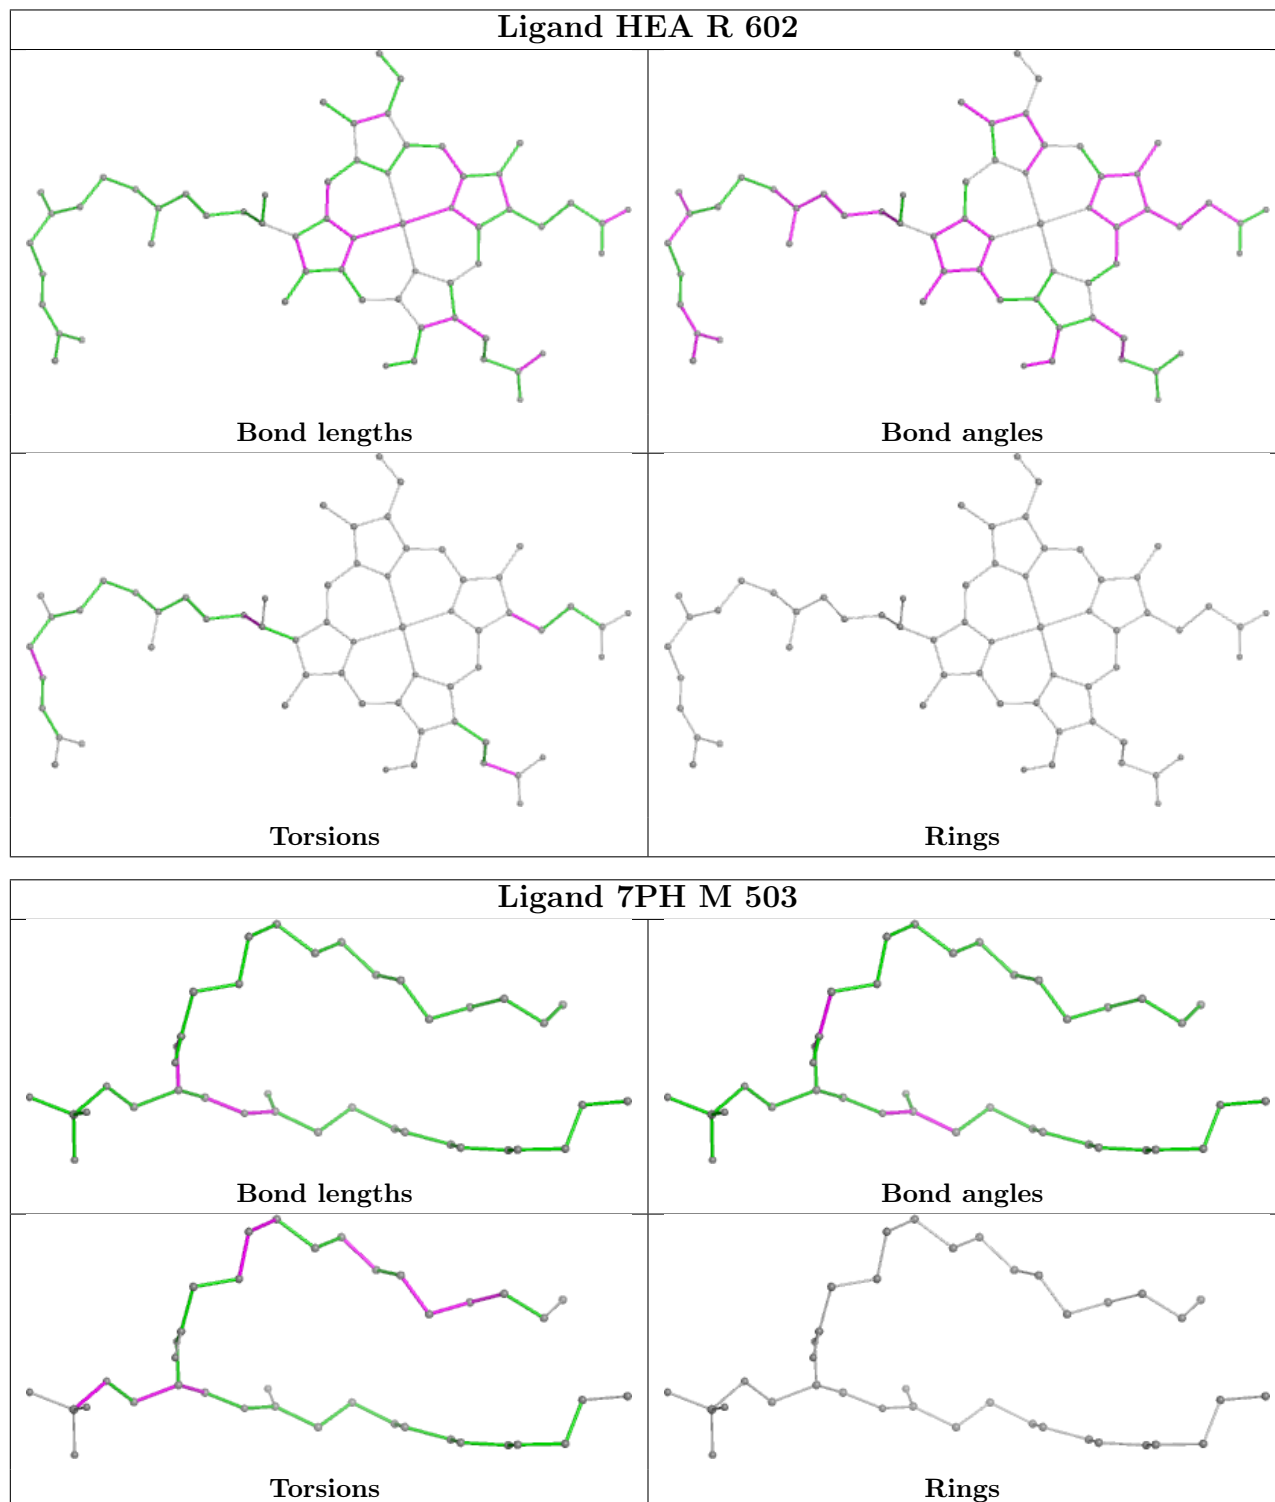 Ligand HEA R 602
Bond lengths
Bond angles
Torsions
Rings
Ligand 7PH M 503
Bond lengths
Bond angles
Torsions
Rings